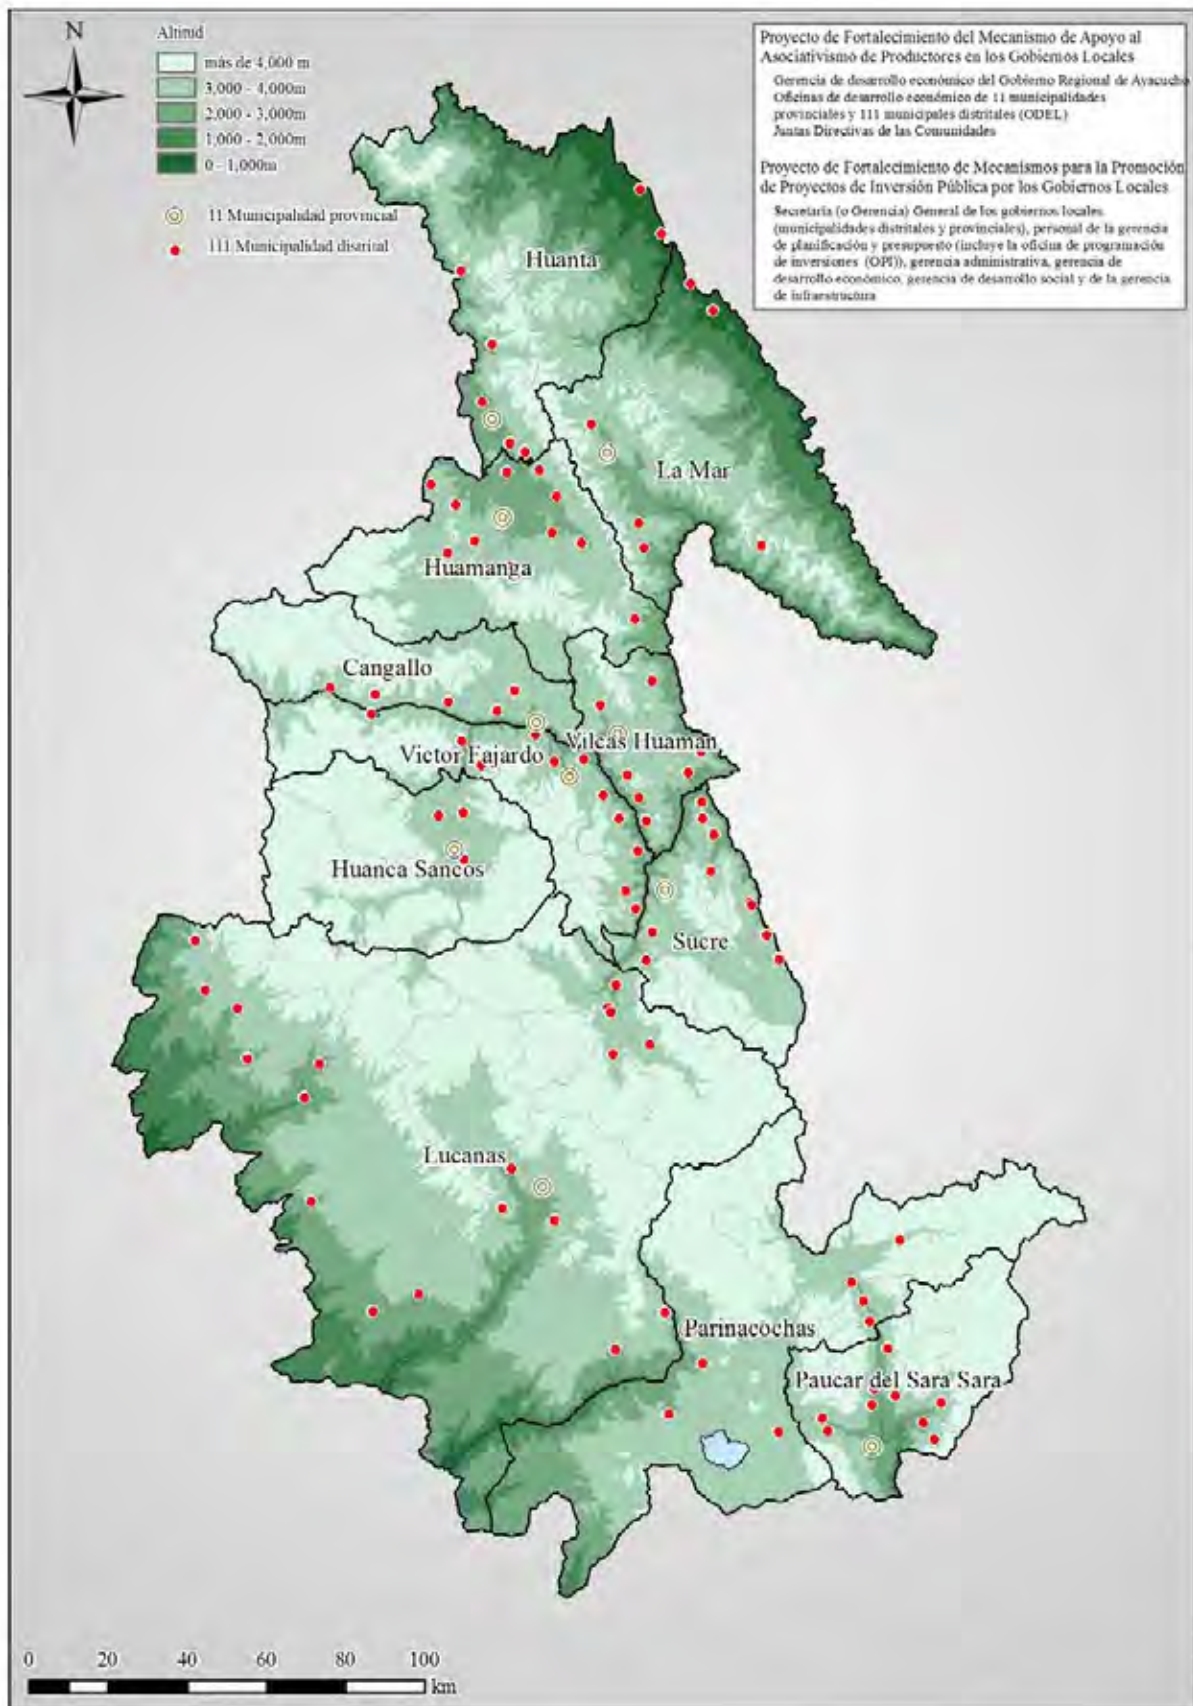 N
Altitud
más de 4,000 m
3,000 - 4,000m
2,000 - 3,000m
1,000 - 2,000m
0 - 1,000m
11 Municipalidad provincial
111 Municipalidad distrital
Proyecto de Fortalecimiento del Mecanismo de Apoyo al
Asociativismo de Productores en los Gobiernos Locales
Gerencia de desarrollo económico del Gobierno Regional de Ayacucho
Oficinas de desarrollo económico de 11 municipalidades
provinciales y 111 municipales distritales (ODEL)
Juntas Directivas de las Comunidades
Proyecto de Fortalecimiento de Mecanismos para la Promoción
de Proyectos de Inversión Pública por los Gobiernos Locales
Secretaría (o Gerencia) General de los gobiernos locales
(municipalidades distritales y provinciales), personal de la gerencia
de planificación y presupuesto (incluye la oficina de programación
de inversiones (OPI)), gerencia administrativa, gerencia de
desarrollo económico, gerencia de desarrollo social y de la gerencia
de infraestructura
Huanta
La Mar
Huamanga
Cangallo
Vilcas Huaman
Victor Fajardo
Huanca Sancos
Sucre
Lucanas
Parinacochas
Paucar del Sara Sara
0 20 40 60 80 100
km